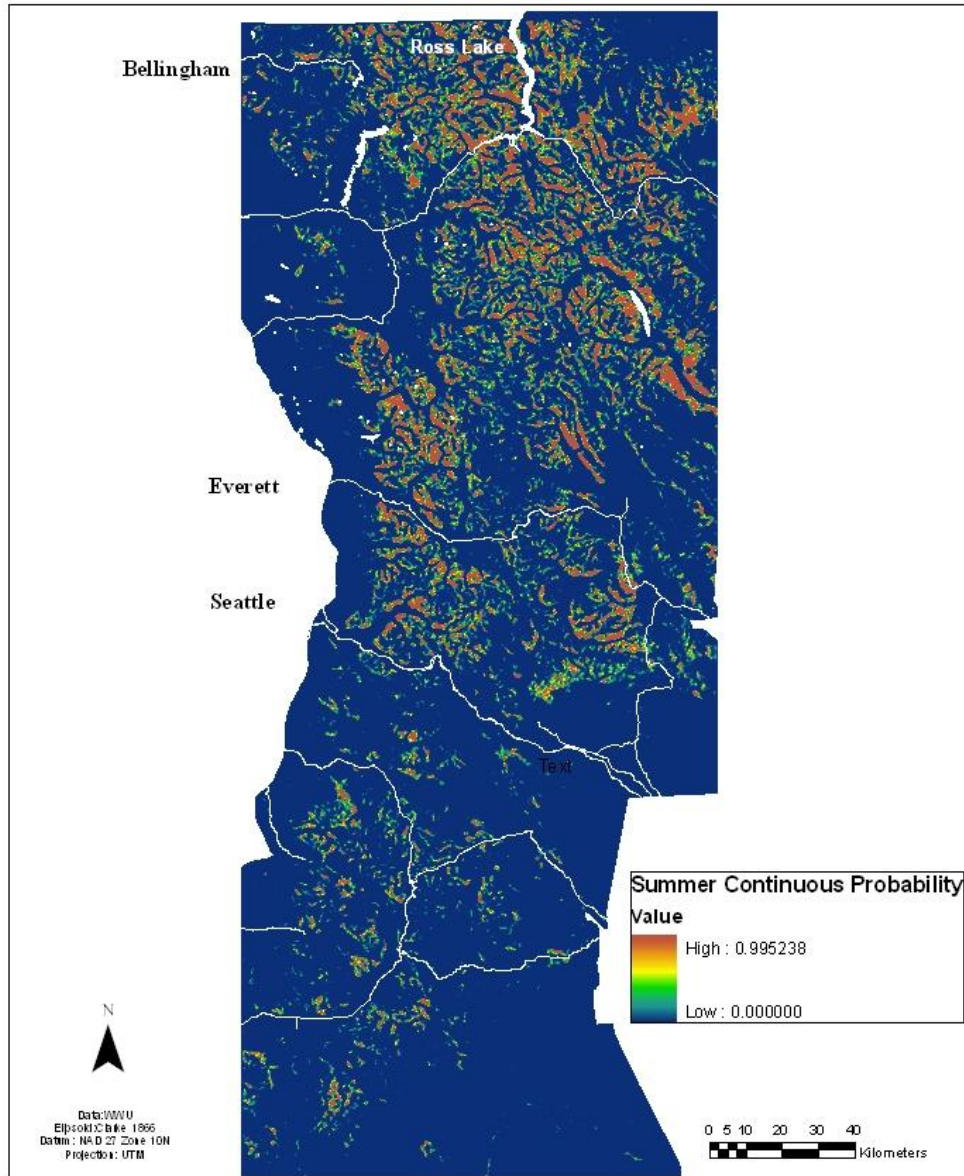 Ross Lake
Bellingham
Everett
Seattle
Text
Summer Continuous Probability
Value
High : 0.995238
Low : 0.000000
N
Data:WWU
Elipsoid:Clarke 1866
Datum : NAD 27 Zone 10N
Projection: UTM
0 5 10 20 30 40
Kilometers